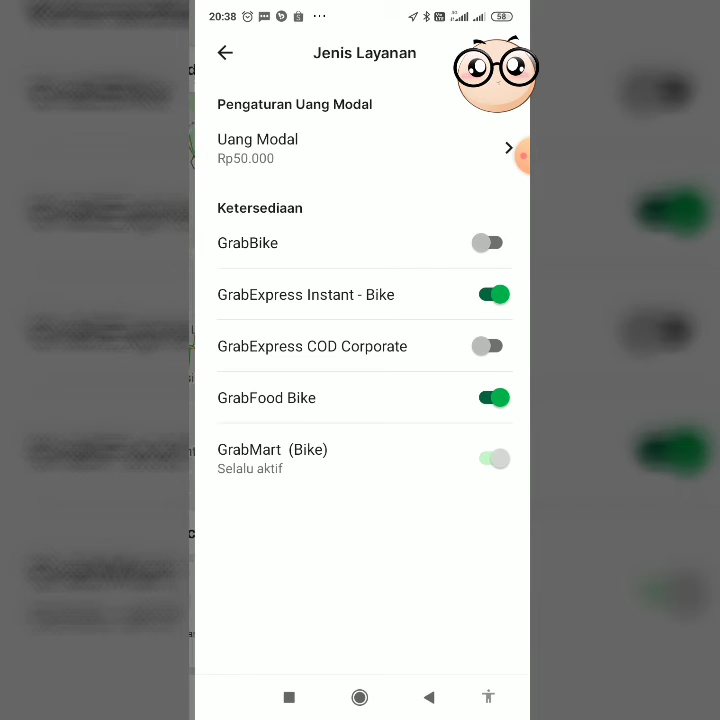 20:38
58
Jenis Layanan
Pengaturan Uang Modal
Uang Modal
Rp50.000
Ketersediaan
GrabBike
GrabExpress Instant - Bike
GrabExpress COD Corporate
GrabFood Bike
GrabMart (Bike)
Selalu aktif